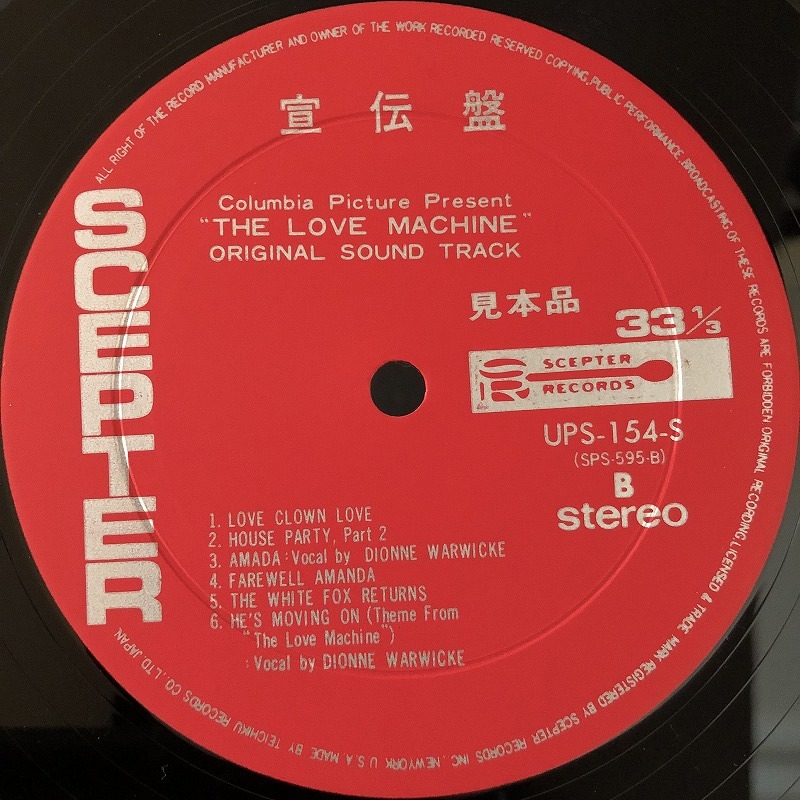 ALL RIGHT OF THE RECORD MANUFACTURER AND OWNER OF THE WORK RECORDED RESERVED COPYING, PUBLIC PERFORMANCE, BROADCASTING OF THESE RECORDS ARE FORBIDDEN ORIGINAL RECORDING, LICENSED & TRADE MARK REGISTERED BY SCEPTER RECORDS INC. NEWYORK U.S.A MADE BY TEICHIKU RECORDS CO., LTD. JAPAN.
宣伝盤
SCEPTER
Columbia Picture Present
"THE LOVE MACHINE"
ORIGINAL SOUND TRACK
見本品
33 1/3
SCEPTER
RECORDS
UPS-154-S
(SPS-595-B)
B
stereo
1. LOVE CLOWN LOVE
2. HOUSE PARTY, Part 2
3. AMADA : Vocal by DIONNE WARWICKE
4. FAREWELL AMANDA
5. THE WHITE FOX RETURNS
6. HE'S MOVING ON (Theme From
"The Love Machine")
: Vocal by DIONNE WARWICKE